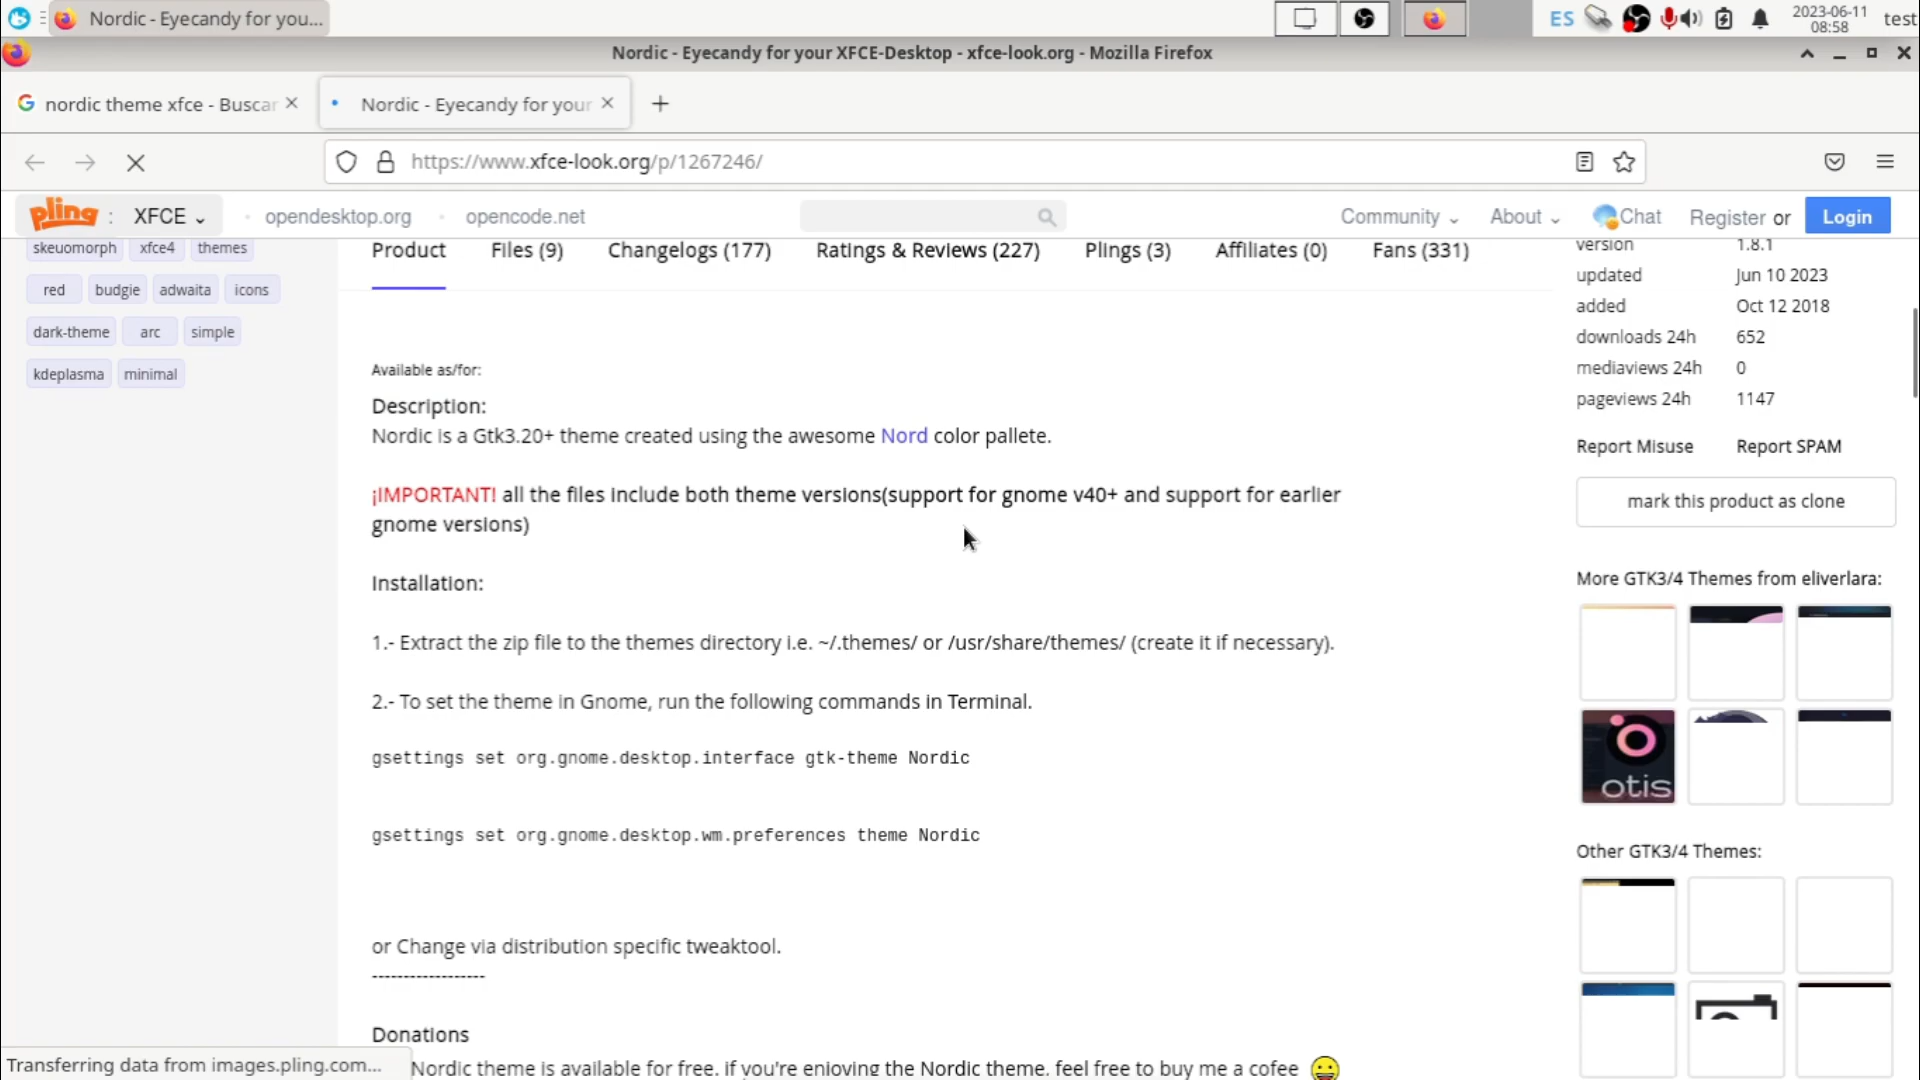 Nordic - Eyecandy for you...
ES
2023-06-11
08:58
test
Nordic - Eyecandy for your XFCE-Desktop - xfce-look.org - Mozilla Firefox
nordic theme xfce - Buscar
Nordic - Eyecandy for your
https://www.xfce-look.org/p/1267246/
pling : XFCE
opendesktop.org
opencode.net
Community
About
Chat
Register or
Login
skeuomorph xfce4 themes
red budgie adwaita icons
dark-theme arc simple
kdeplasma minimal
Product Files (9) Changelogs (177) Ratings & Reviews (227) Plings (3) Affiliates (0) Fans (331)
Available as/for:
Description:
Nordic is a Gtk3.20+ theme created using the awesome Nord color pallete.
¡IMPORTANT! all the files include both theme versions(support for gnome v40+ and support for earlier
gnome versions)
Installation:
1.- Extract the zip file to the themes directory i.e. ~/.themes/ or /usr/share/themes/ (create it if necessary).
2.- To set the theme in Gnome, run the following commands in Terminal.
gsettings set org.gnome.desktop.interface gtk-theme Nordic
gsettings set org.gnome.desktop.wm.preferences theme Nordic
or Change via distribution specific tweaktool.
------------------
Donations
Nordic theme is available for free. if you're enjoying the Nordic theme. feel free to buy me a cofee
version 1.8.1
updated Jun 10 2023
added Oct 12 2018
downloads 24h 652
mediaviews 24h 0
pageviews 24h 1147
Report Misuse Report SPAM
mark this product as clone
More GTK3/4 Themes from eliverlara:
otis
Other GTK3/4 Themes:
Transferring data from images.pling.com...